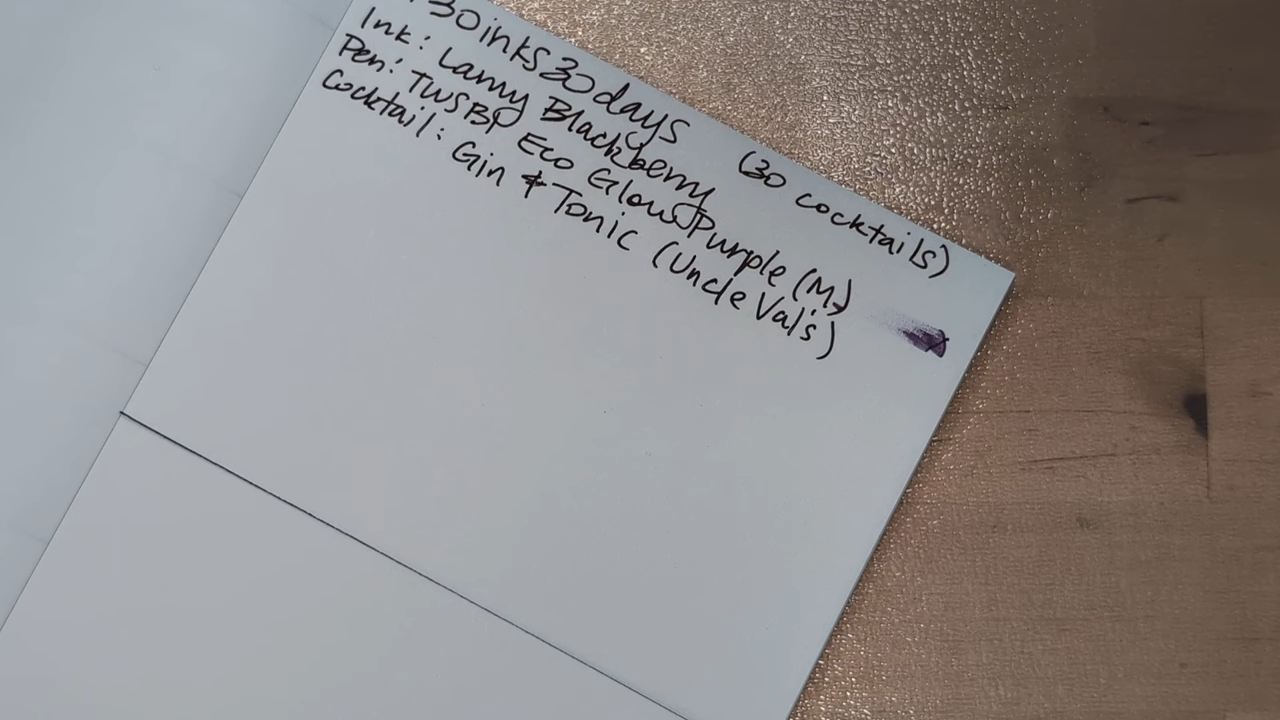 30inks30days (30 cocktails)
Ink: Lamy Blackberry
Pen: TWSBI Eco Glow Purple (M)
Cocktail: Gin & Tonic (Uncle Val's)